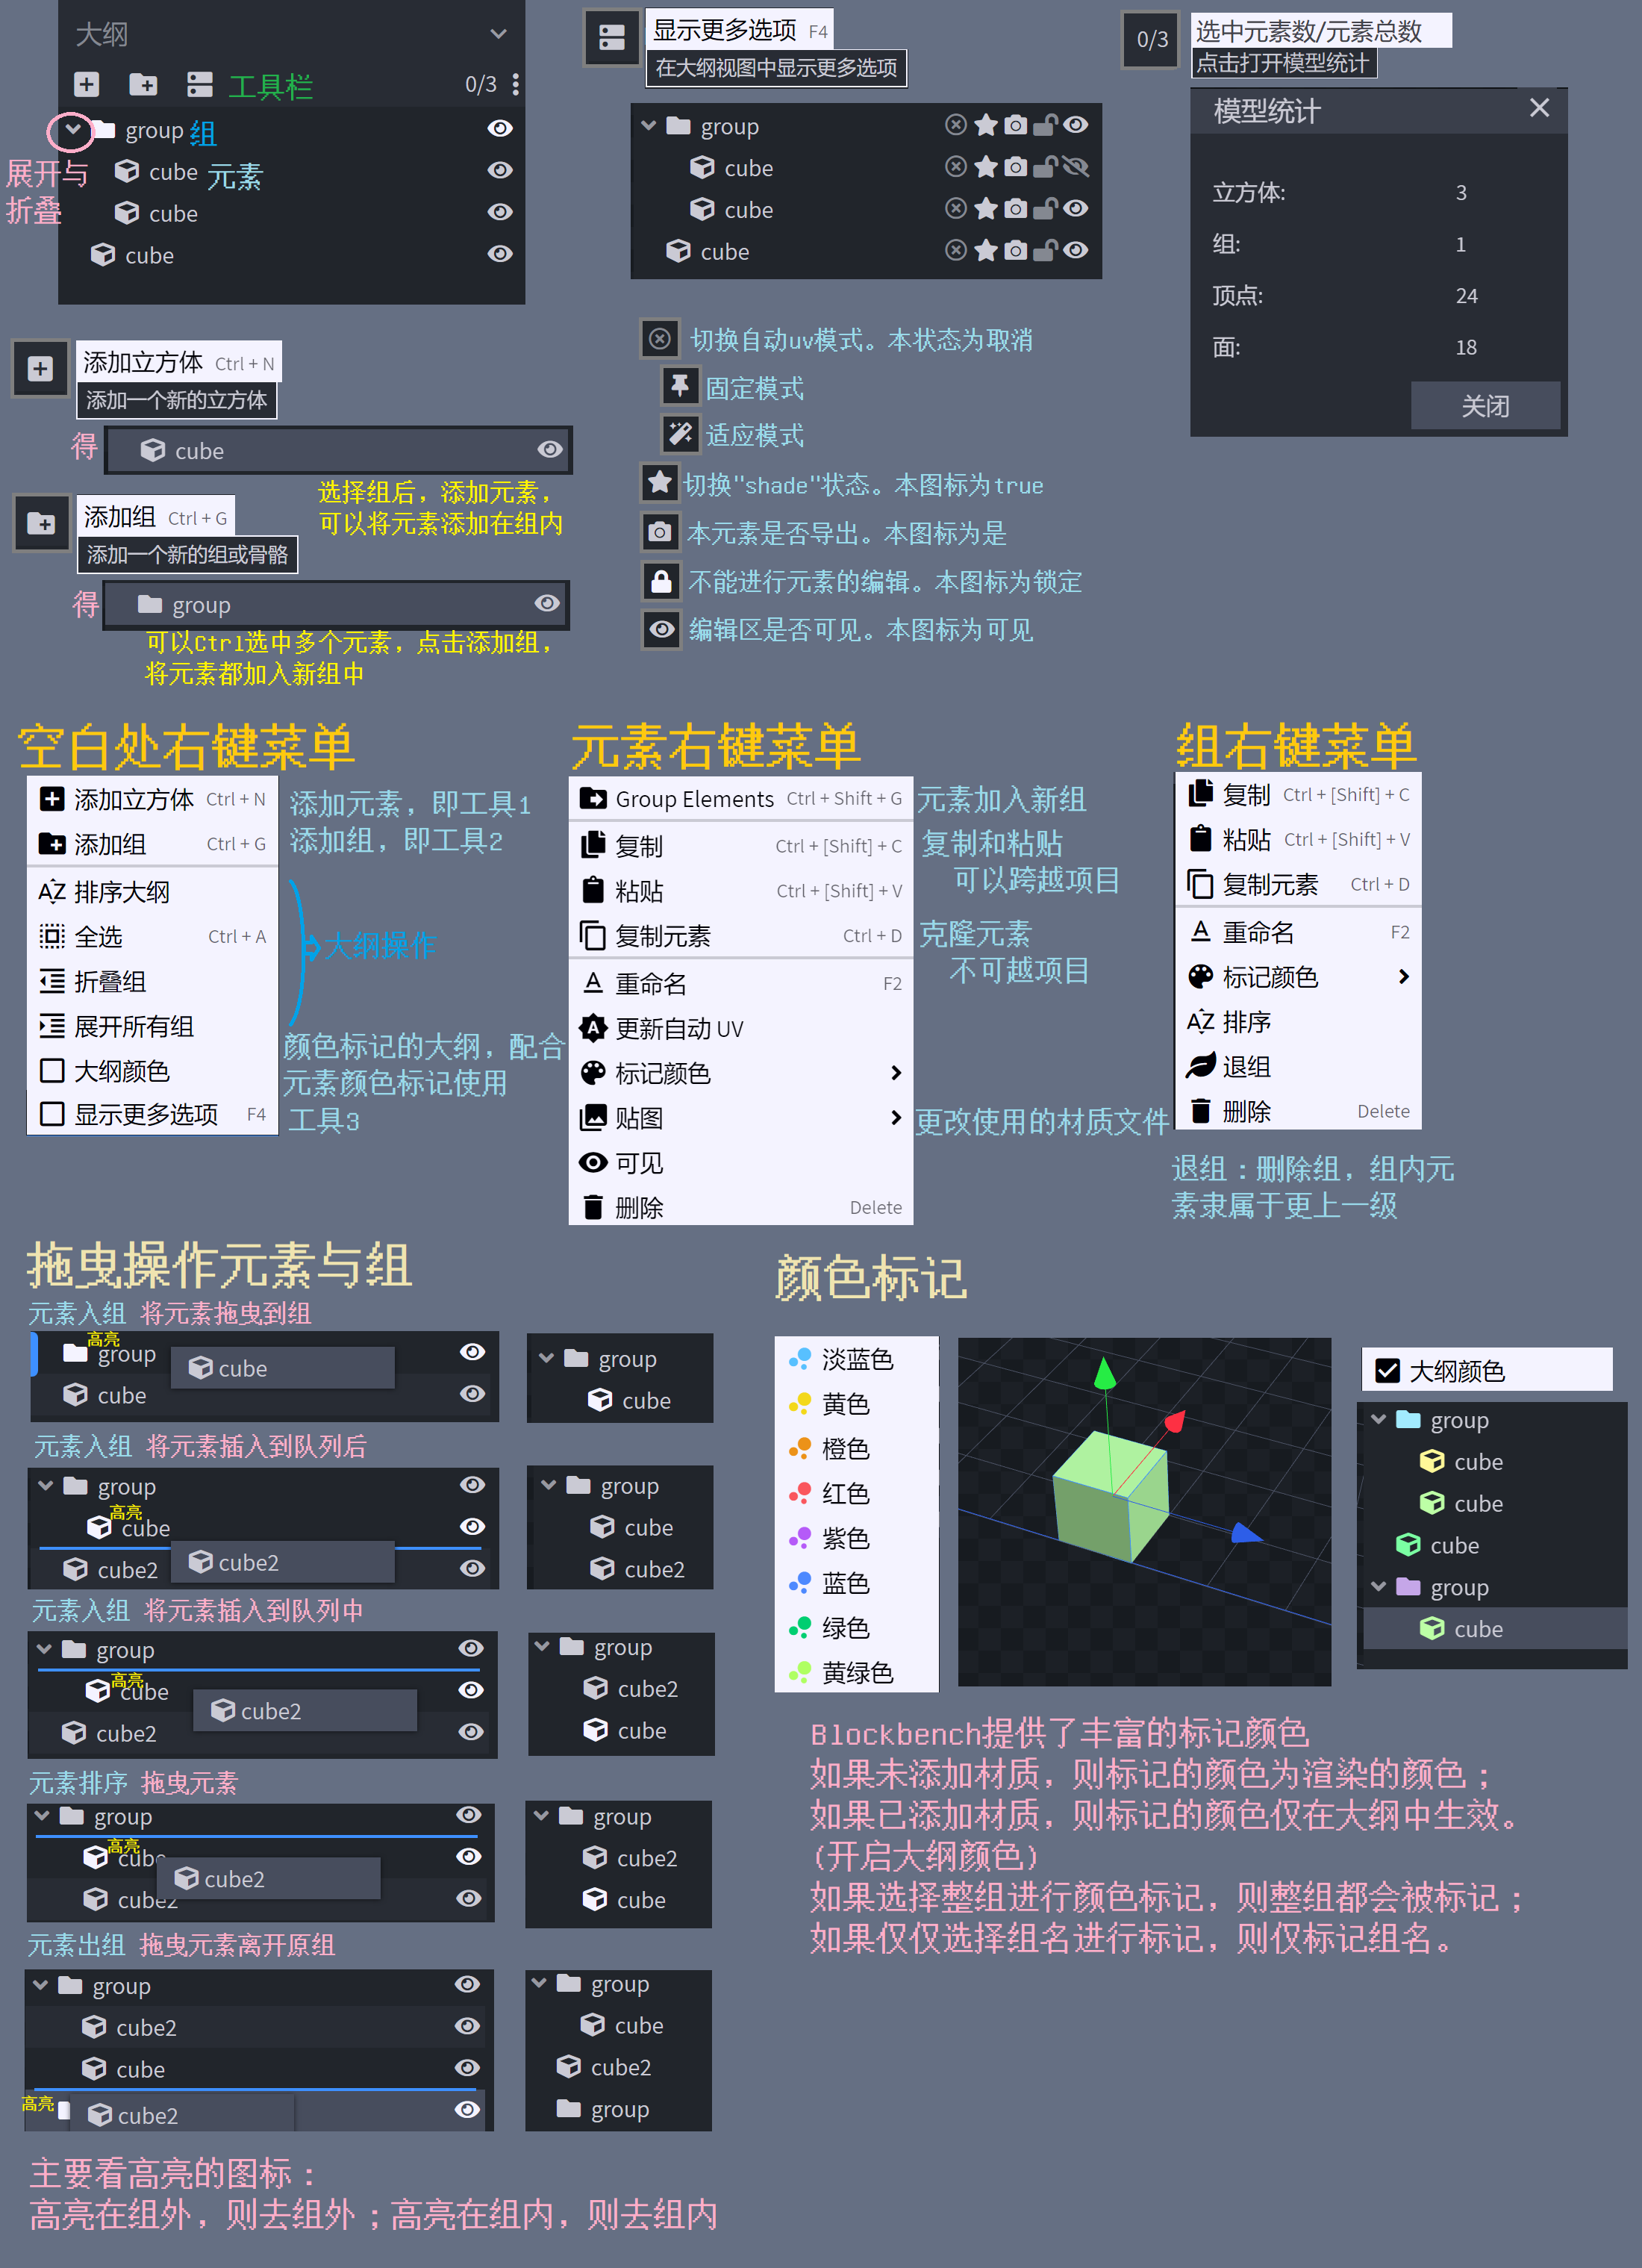 大纲
工具栏
0/3
group 组
展开与
折叠
cube 元素
cube
cube
添加立方体 Ctrl + N
添加一个新的立方体
得
cube
选择组后，添加元素，
可以将元素添加在组内
添加组 Ctrl + G
添加一个新的组或骨骼
得
group
可以Ctrl选中多个元素，点击添加组，
将元素都加入新组中
显示更多选项 F4
在大纲视图中显示更多选项
group
cube
cube
cube
切换自动uv模式。本状态为取消
固定模式
适应模式
切换"shade"状态。本图标为true
本元素是否导出。本图标为是
不能进行元素的编辑。本图标为锁定
编辑区是否可见。本图标为可见
0/3
选中元素数/元素总数
点击打开模型统计
模型统计
立方体: 3
组: 1
顶点: 24
面: 18
关闭
空白处右键菜单
添加立方体 Ctrl + N
添加组 Ctrl + G
排序大纲
全选 Ctrl + A
折叠组
展开所有组
大纲颜色
显示更多选项 F4
添加元素，即工具1
添加组，即工具2
大纲操作
颜色标记的大纲，配合
元素颜色标记使用
工具3
元素右键菜单
Group Elements Ctrl + Shift + G
复制 Ctrl + [Shift] + C
粘贴 Ctrl + [Shift] + V
复制元素 Ctrl + D
重命名 F2
更新自动 UV
标记颜色
贴图
可见
删除 Delete
元素加入新组
复制和粘贴
可以跨越项目
克隆元素
不可越项目
更改使用的材质文件
组右键菜单
复制 Ctrl + [Shift] + C
粘贴 Ctrl + [Shift] + V
复制元素 Ctrl + D
重命名 F2
标记颜色
排序
退组
删除 Delete
退组：删除组，组内元
素隶属于更上一级
拖曳操作元素与组
元素入组 将元素拖曳到组
高亮
group
cube
cube
group
cube
元素入组 将元素插入到队列后
group
高亮
cube
cube2
cube2
group
cube
cube2
元素入组 将元素插入到队列中
group
高亮
cube
cube2
cube2
group
cube2
cube
元素排序 拖曳元素
group
高亮
cube
cube2
cube2
group
cube2
cube
元素出组 拖曳元素离开原组
group
cube2
cube
高亮
cube2
group
cube
cube2
group
主要看高亮的图标：
高亮在组外，则去组外；高亮在组内，则去组内
颜色标记
淡蓝色
黄色
橙色
红色
紫色
蓝色
绿色
黄绿色
大纲颜色
group
cube
cube
cube
group
cube
Blockbench提供了丰富的标记颜色
如果未添加材质，则标记的颜色为渲染的颜色；
如果已添加材质，则标记的颜色仅在大纲中生效。
(开启大纲颜色)
如果选择整组进行颜色标记，则整组都会被标记；
如果仅仅选择组名进行标记，则仅标记组名。